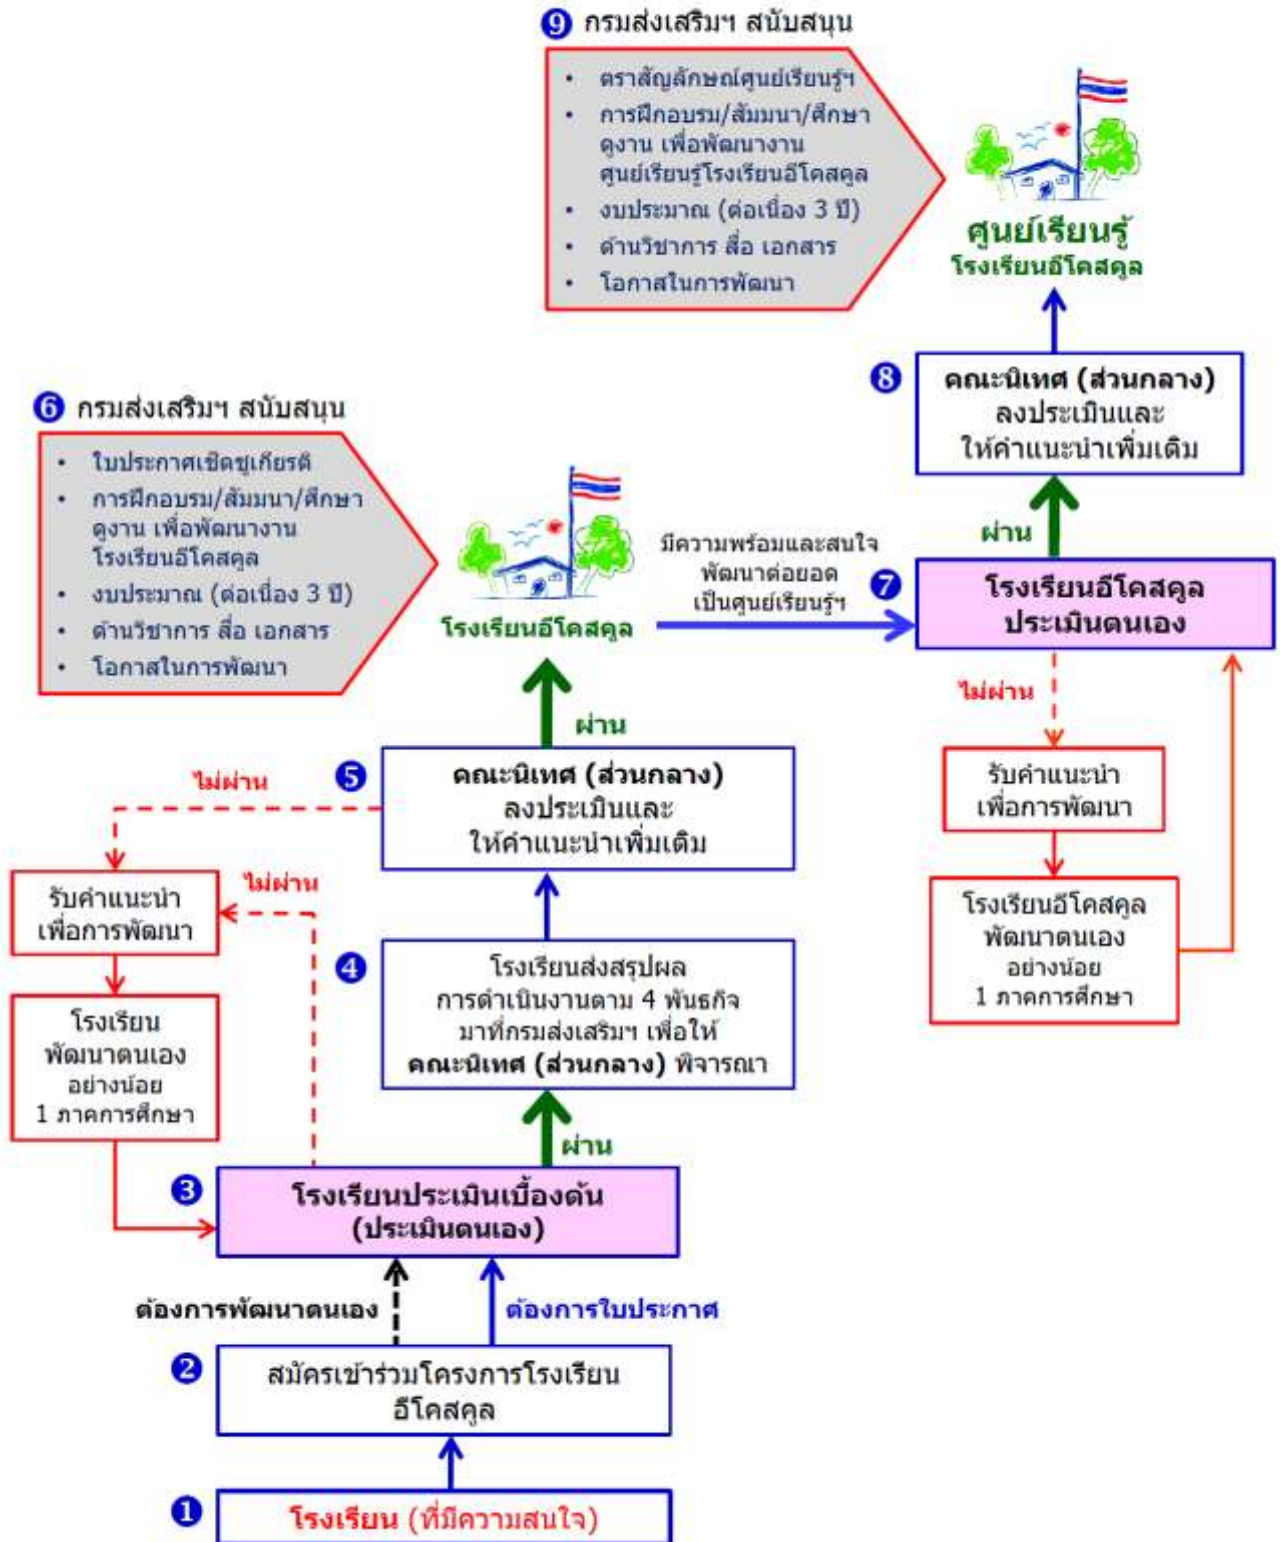 ❾ กรมส่งเสริมฯ สนับสนุน
• ตราสัญลักษณ์ศูนย์เรียนรู้ฯ
• การฝึกอบรม/สัมมนา/ศึกษา
ดูงาน เพื่อพัฒนางาน
ศูนย์เรียนรู้โรงเรียนอีโคสคูล
• งบประมาณ (ต่อเนื่อง 3 ปี)
• ด้านวิชาการ สื่อ เอกสาร
• โอกาสในการพัฒนา
ศูนย์เรียนรู้
โรงเรียนอีโคสคูล
❽ คณะนิเทศ (ส่วนกลาง)
ลงประเมินและ
ให้คำแนะนำเพิ่มเติม
ผ่าน
❻ กรมส่งเสริมฯ สนับสนุน
• ใบประกาศเชิดชูเกียรติ
• การฝึกอบรม/สัมมนา/ศึกษา
ดูงาน เพื่อพัฒนางาน
โรงเรียนอีโคสคูล
• งบประมาณ (ต่อเนื่อง 3 ปี)
• ด้านวิชาการ สื่อ เอกสาร
• โอกาสในการพัฒนา
โรงเรียนอีโคสคูล
มีความพร้อมและสนใจ
พัฒนาต่อยอด
เป็นศูนย์เรียนรู้ฯ
❼ โรงเรียนอีโคสคูล
ประเมินตนเอง
ไม่ผ่าน
รับคำแนะนำ
เพื่อการพัฒนา
โรงเรียนอีโคสคูล
พัฒนาตนเอง
อย่างน้อย
1 ภาคการศึกษา
ผ่าน
❺ คณะนิเทศ (ส่วนกลาง)
ลงประเมินและ
ให้คำแนะนำเพิ่มเติม
ไม่ผ่าน
ไม่ผ่าน
รับคำแนะนำ
เพื่อการพัฒนา
โรงเรียน
พัฒนาตนเอง
อย่างน้อย
1 ภาคการศึกษา
❹ โรงเรียนส่งสรุปผล
การดำเนินงานตาม 4 พันธกิจ
มาที่กรมส่งเสริมฯ เพื่อให้
คณะนิเทศ (ส่วนกลาง) พิจารณา
ผ่าน
❸ โรงเรียนประเมินเบื้องต้น
(ประเมินตนเอง)
ต้องการพัฒนาตนเอง
ต้องการใบประกาศ
❷ สมัครเข้าร่วมโครงการโรงเรียน
อีโคสคูล
❶ โรงเรียน (ที่มีความสนใจ)